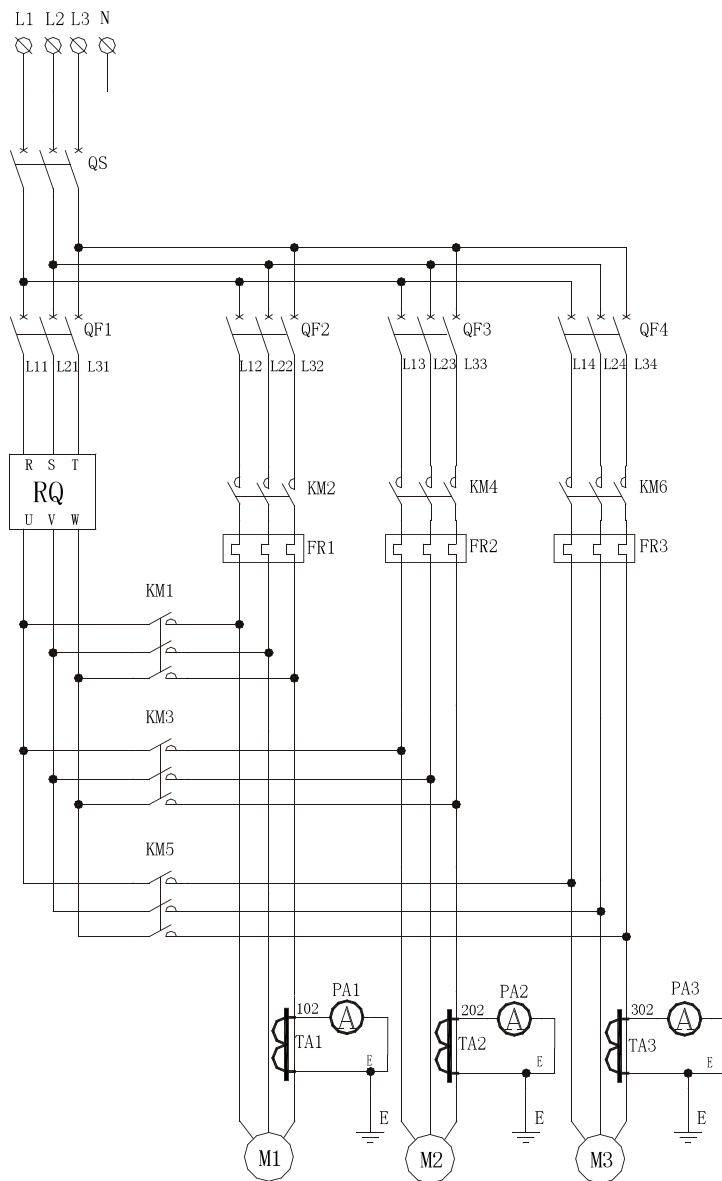 L1 L2 L3 N
QS
QF1 QF2 QF3 QF4
L11 L21 L31 L12 L22 L32 L13 L23 L33 L14 L24 L34
R S T
RQ
U V W
KM2 KM4 KM6
FR1 FR2 FR3
KM1
KM3
KM5
PA1 PA2 PA3
102 202 302
A A A
TA1 TA2 TA3
E E E
E E E
M1 M2 M3